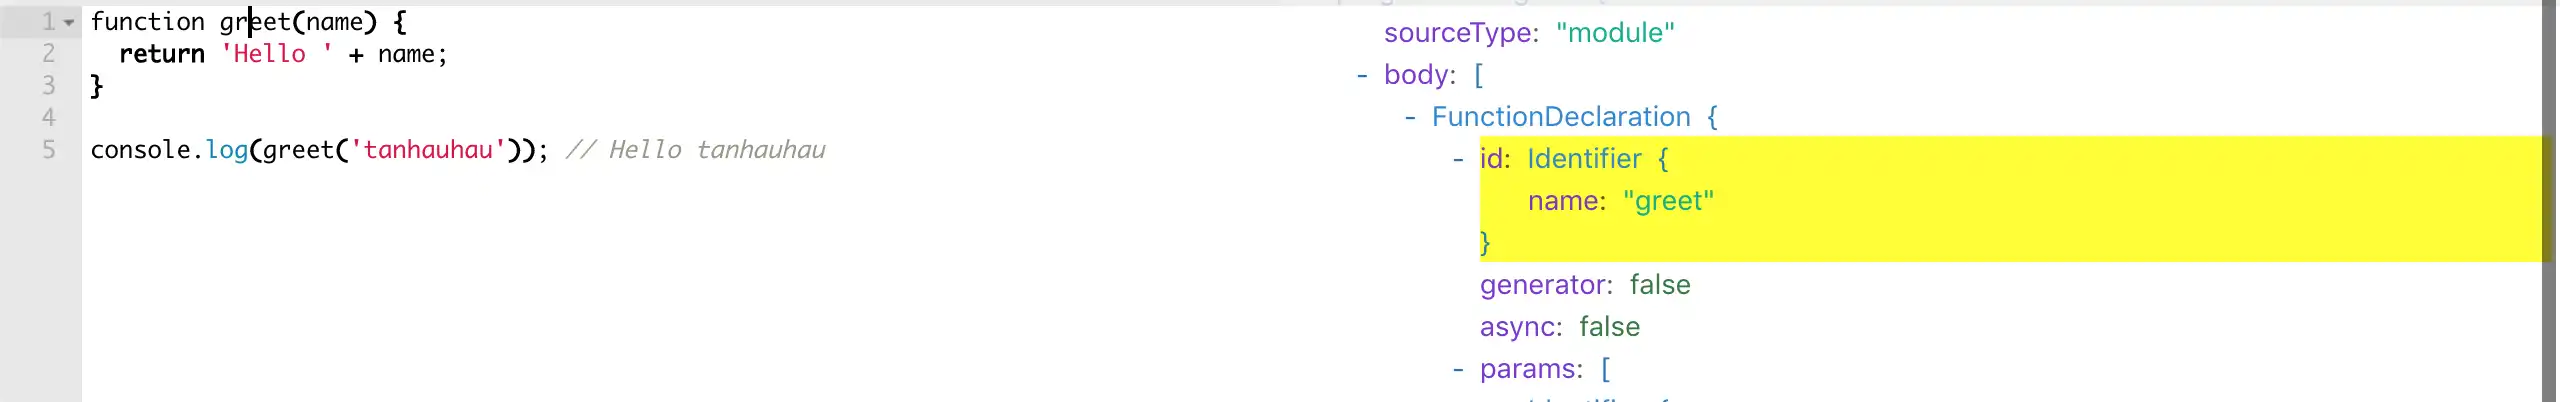 1 function greet(name) {
2 return 'Hello ' + name;
3 }
4
5 console.log(greet('tanhauhau')); // Hello tanhauhau
sourceType: "module"
- body: [
- FunctionDeclaration {
- id: Identifier {
name: "greet"
}
generator: false
async: false
- params: [